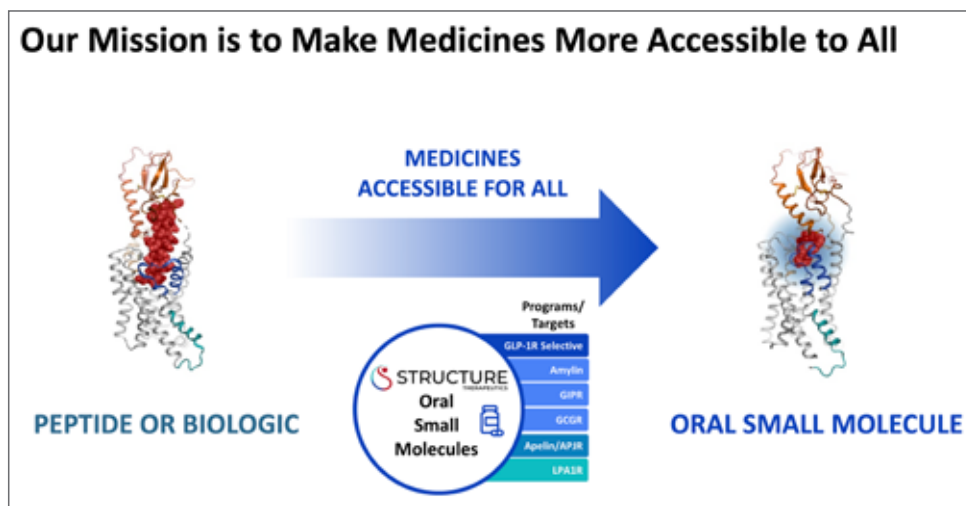 Our Mission is to Make Medicines More Accessible to All
MEDICINES
ACCESSIBLE FOR ALL
Programs/
Targets
GLP-1R Selective
Amylin
GIPR
GCGR
Apelin/APJR
LPA1R
STRUCTURE
THERAPEUTICS
Oral
Small
Molecules
PEPTIDE OR BIOLOGIC
ORAL SMALL MOLECULE